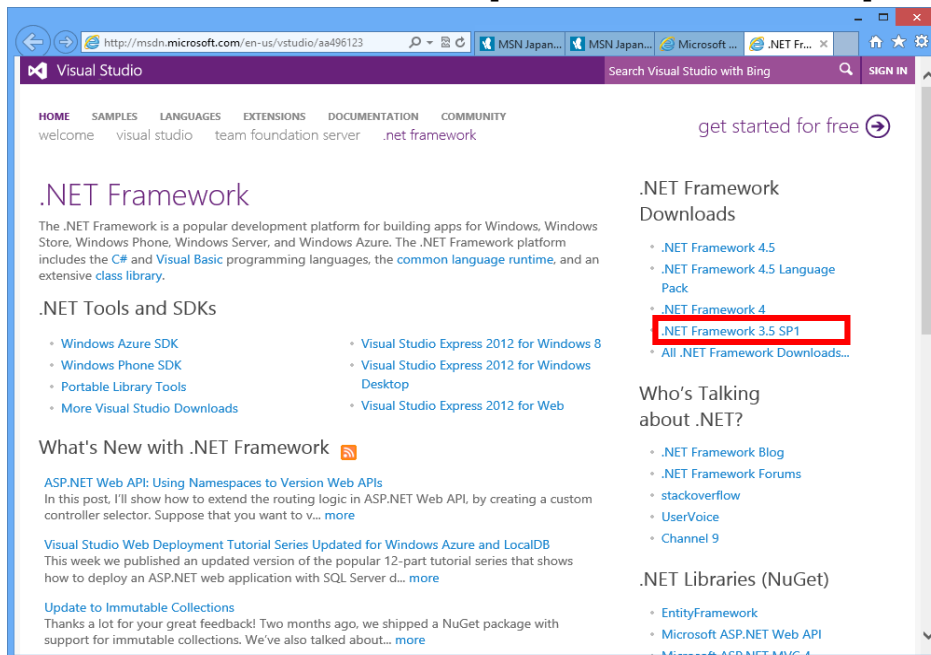 http://msdn.microsoft.com/en-us/vstudio/aa496123
MSN Japan...
MSN Japan...
Microsoft ...
.NET Fr...
Visual Studio
Search Visual Studio with Bing
SIGN IN
HOME SAMPLES LANGUAGES EXTENSIONS DOCUMENTATION COMMUNITY
welcome visual studio team foundation server .net framework
get started for free
.NET Framework
The .NET Framework is a popular development platform for building apps for Windows, Windows
Store, Windows Phone, Windows Server, and Windows Azure. The .NET Framework platform
includes the C# and Visual Basic programming languages, the common language runtime, and an
extensive class library.
.NET Tools and SDKs
Windows Azure SDK
Windows Phone SDK
Portable Library Tools
More Visual Studio Downloads
Visual Studio Express 2012 for Windows 8
Visual Studio Express 2012 for Windows
Desktop
Visual Studio Express 2012 for Web
What's New with .NET Framework
ASP.NET Web API: Using Namespaces to Version Web APIs
In this post, I'll show how to extend the routing logic in ASP.NET Web API, by creating a custom
controller selector. Suppose that you want to v... more
Visual Studio Web Deployment Tutorial Series Updated for Windows Azure and LocalDB
This week we published an updated version of the popular 12-part tutorial series that shows
how to deploy an ASP.NET web application with SQL Server d... more
Update to Immutable Collections
Thanks a lot for your great feedback! Two months ago, we shipped a NuGet package with
support for immutable collections. We've also talked about... more
.NET Framework
Downloads
.NET Framework 4.5
.NET Framework 4.5 Language
Pack
.NET Framework 4
.NET Framework 3.5 SP1
All .NET Framework Downloads...
Who's Talking
about .NET?
.NET Framework Blog
.NET Framework Forums
stackoverflow
UserVoice
Channel 9
.NET Libraries (NuGet)
EntityFramework
Microsoft ASP.NET Web API